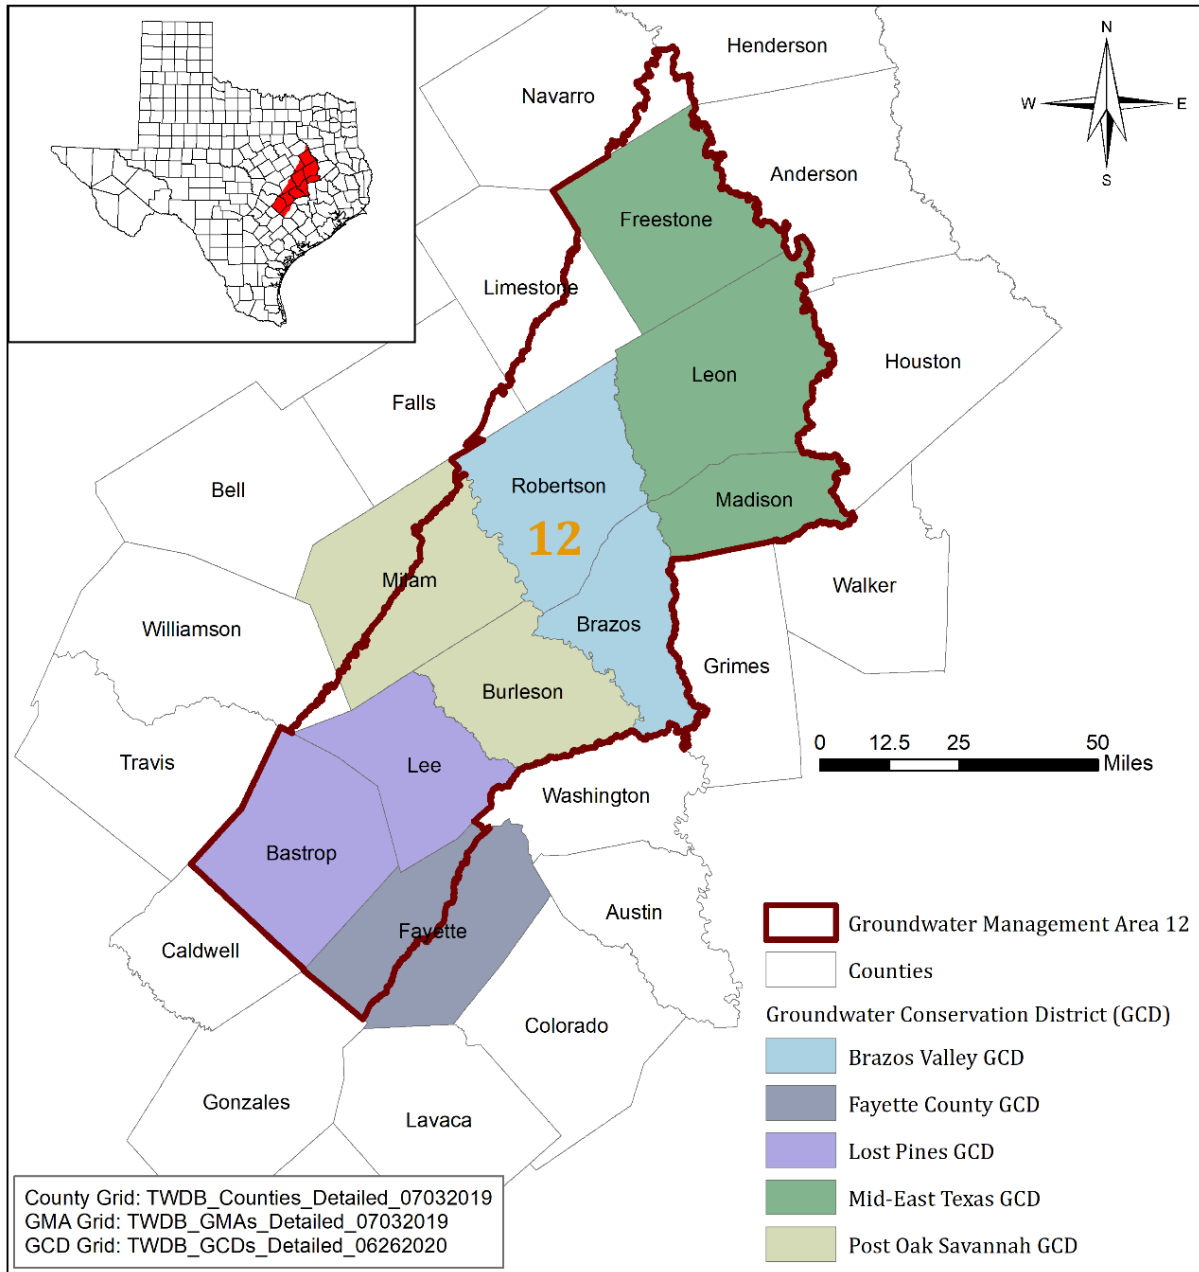 Henderson
N
Navarro
W
E
S
Anderson
Freestone
Limestone
Houston
Leon
Falls
Bell
Robertson
Madison
12
Milam
Walker
Williamson
Brazos
Grimes
Burleson
Travis
Lee
0 12.5 25 50
Miles
Washington
Bastrop
Austin
Fayette
Caldwell
Colorado
Gonzales
Lavaca
Groundwater Management Area 12
Counties
Groundwater Conservation District (GCD)
Brazos Valley GCD
Fayette County GCD
Lost Pines GCD
Mid-East Texas GCD
Post Oak Savannah GCD
County Grid: TWDB_Counties_Detailed_07032019
GMA Grid: TWDB_GMAs_Detailed_07032019
GCD Grid: TWDB_GCDs_Detailed_06262020